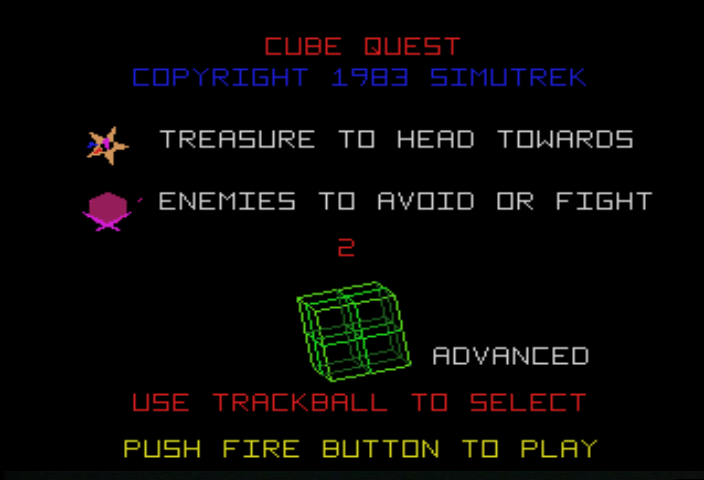 CUBE QUEST
COPYRIGHT 1983 SIMUTREK
TREASURE TO HEAD TOWARDS
ENEMIES TO AVOID OR FIGHT
2
ADVANCED
USE TRACKBALL TO SELECT
PUSH FIRE BUTTON TO PLAY